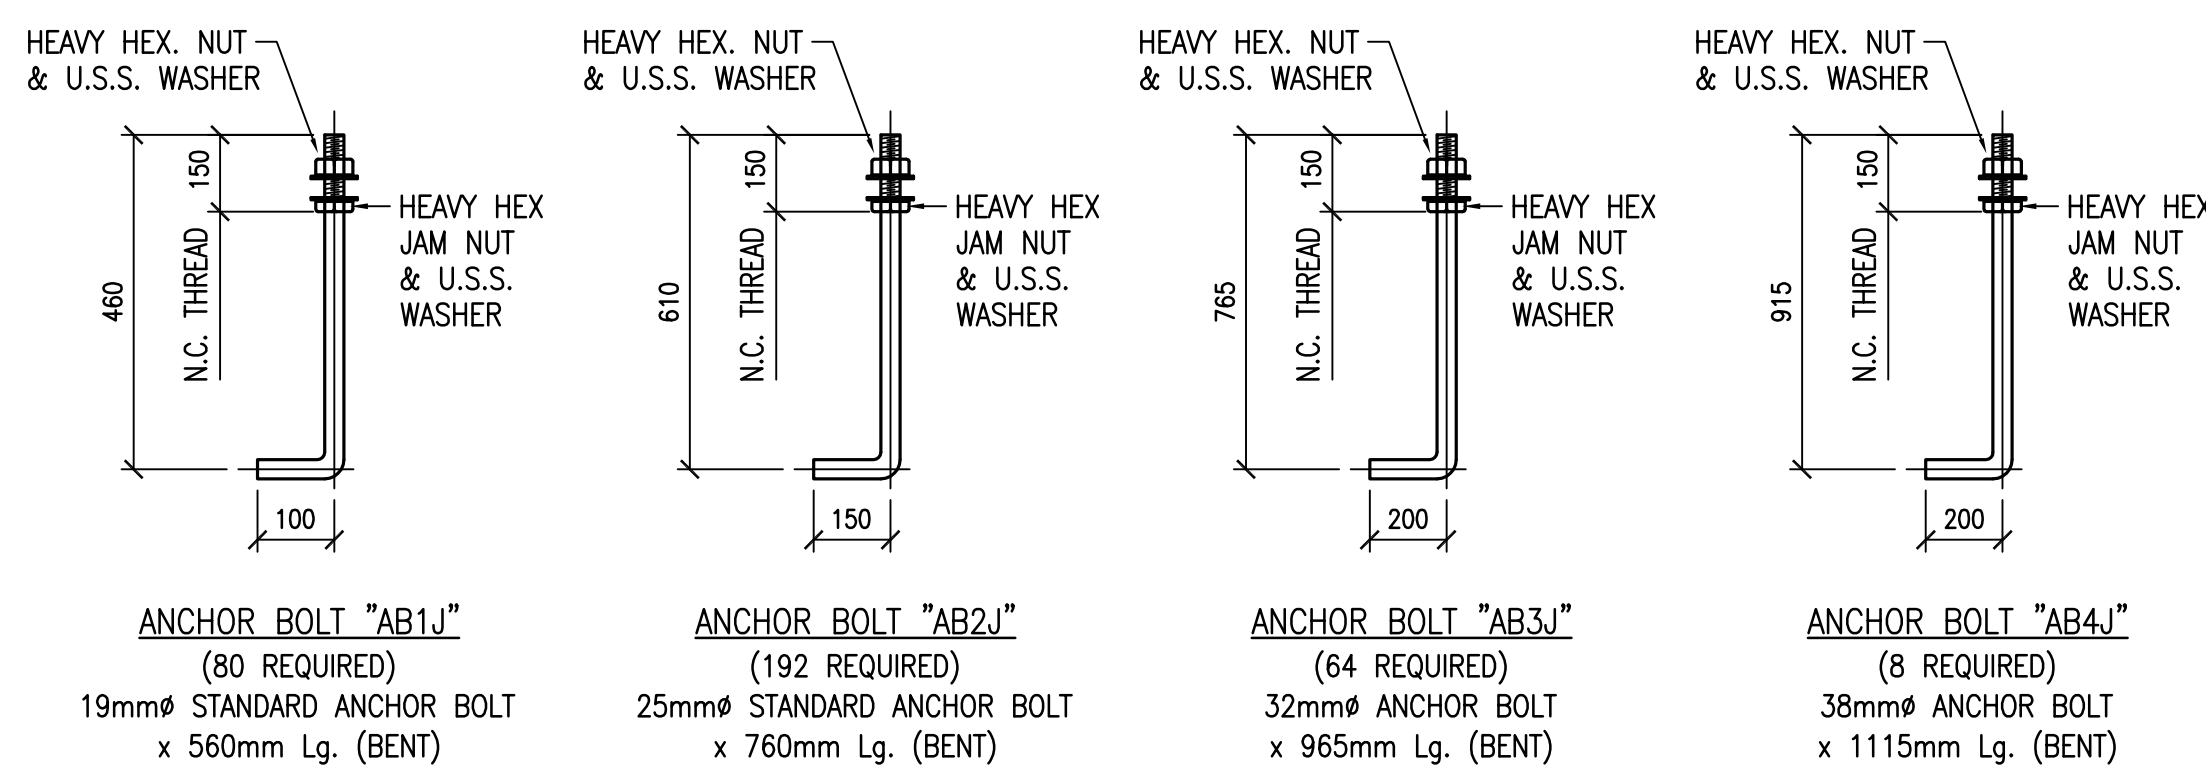 HEAVY HEX. NUT
& U.S.S. WASHER
460
150
N.C. THREAD
HEAVY HEX
JAM NUT
& U.S.S.
WASHER
100
ANCHOR BOLT "AB1J"
(80 REQUIRED)
19mmø STANDARD ANCHOR BOLT
x 560mm Lg. (BENT)
HEAVY HEX. NUT
& U.S.S. WASHER
610
150
N.C. THREAD
HEAVY HEX
JAM NUT
& U.S.S.
WASHER
150
ANCHOR BOLT "AB2J"
(192 REQUIRED)
25mmø STANDARD ANCHOR BOLT
x 760mm Lg. (BENT)
HEAVY HEX. NUT
& U.S.S. WASHER
765
150
N.C. THREAD
HEAVY HEX
JAM NUT
& U.S.S.
WASHER
200
ANCHOR BOLT "AB3J"
(64 REQUIRED)
32mmø ANCHOR BOLT
x 965mm Lg. (BENT)
HEAVY HEX. NUT
& U.S.S. WASHER
915
150
N.C. THREAD
HEAVY HEX
JAM NUT
& U.S.S.
WASHER
200
ANCHOR BOLT "AB4J"
(8 REQUIRED)
38mmø ANCHOR BOLT
x 1115mm Lg. (BENT)